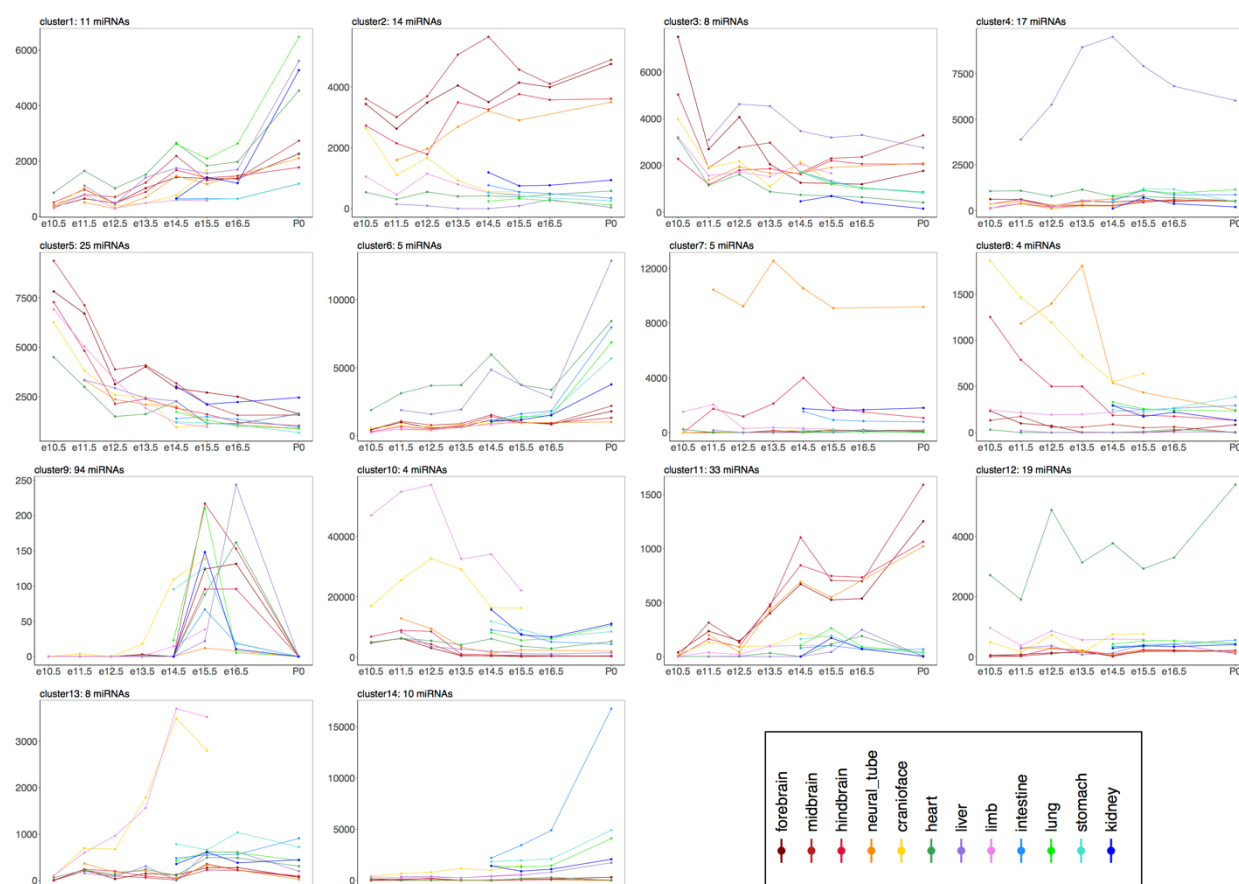 cluster1: 11 miRNAs
cluster2: 14 miRNAs
cluster3: 8 miRNAs
cluster4: 17 miRNAs
6000
4000
2000
0
e10.5 e11.5 e12.5 e13.5 e14.5 e15.5 e16.5 P0
4000
2000
0
e10.5 e11.5 e12.5 e13.5 e14.5 e15.5 e16.5 P0
6000
4000
2000
0
e10.5 e11.5 e12.5 e13.5 e14.5 e15.5 e16.5 P0
7500
5000
2500
0
e10.5 e11.5 e12.5 e13.5 e14.5 e15.5 e16.5 P0
cluster5: 25 miRNAs
cluster6: 5 miRNAs
cluster7: 5 miRNAs
cluster8: 4 miRNAs
7500
5000
2500
e10.5 e11.5 e12.5 e13.5 e14.5 e15.5 e16.5 P0
10000
5000
0
e10.5 e11.5 e12.5 e13.5 e14.5 e15.5 e16.5 P0
12000
8000
4000
0
e10.5 e11.5 e12.5 e13.5 e14.5 e15.5 e16.5 P0
1500
1000
500
0
e10.5 e11.5 e12.5 e13.5 e14.5 e15.5 e16.5 P0
cluster9: 94 miRNAs
cluster10: 4 miRNAs
cluster11: 33 miRNAs
cluster12: 19 miRNAs
250
200
150
100
50
0
e10.5 e11.5 e12.5 e13.5 e14.5 e15.5 e16.5 P0
40000
20000
0
e10.5 e11.5 e12.5 e13.5 e14.5 e15.5 e16.5 P0
1500
1000
500
0
e10.5 e11.5 e12.5 e13.5 e14.5 e15.5 e16.5 P0
4000
2000
0
e10.5 e11.5 e12.5 e13.5 e14.5 e15.5 e16.5 P0
cluster13: 8 miRNAs
cluster14: 10 miRNAs
3000
2000
1000
0
15000
10000
5000
0
forebrain
midbrain
hindbrain
neural_tube
cranioface
heart
liver
limb
intestine
lung
stomach
kidney